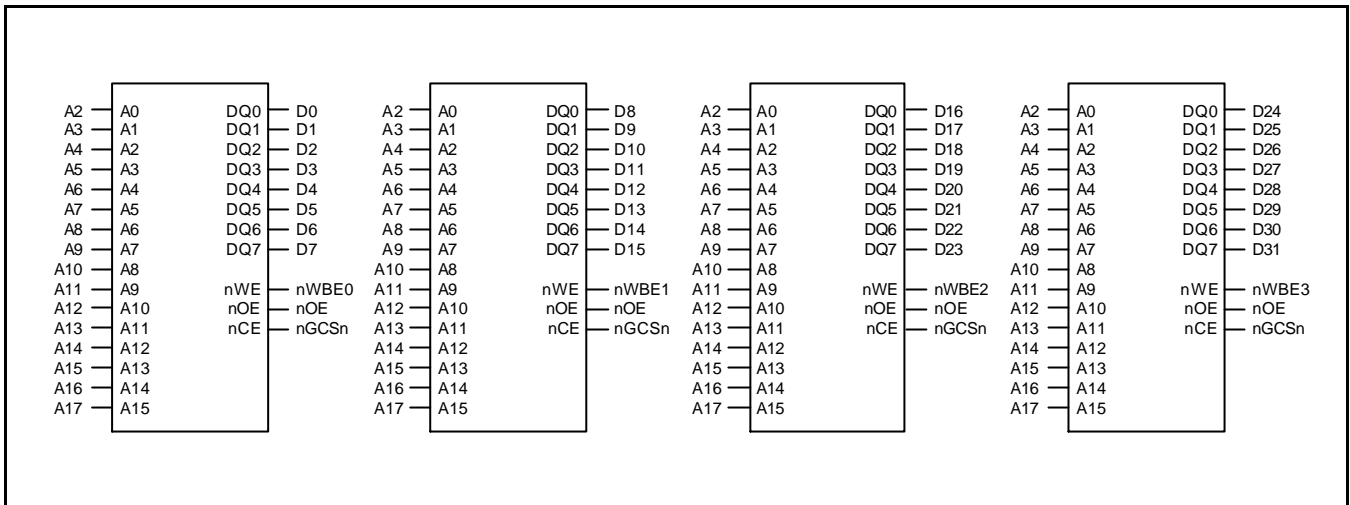 A2 A0 DQ0 D0 A2 A0 DQ0 D8 A2 A0 DQ0 D16 A2 A0 DQ0 D24
A3 A1 DQ1 D1 A3 A1 DQ1 D9 A3 A1 DQ1 D17 A3 A1 DQ1 D25
A4 A2 DQ2 D2 A4 A2 DQ2 D10 A4 A2 DQ2 D18 A4 A2 DQ2 D26
A5 A3 DQ3 D3 A5 A3 DQ3 D11 A5 A3 DQ3 D19 A5 A3 DQ3 D27
A6 A4 DQ4 D4 A6 A4 DQ4 D12 A6 A4 DQ4 D20 A6 A4 DQ4 D28
A7 A5 DQ5 D5 A7 A5 DQ5 D13 A7 A5 DQ5 D21 A7 A5 DQ5 D29
A8 A6 DQ6 D6 A8 A6 DQ6 D14 A8 A6 DQ6 D22 A8 A6 DQ6 D30
A9 A7 DQ7 D7 A9 A7 DQ7 D15 A9 A7 DQ7 D23 A9 A7 DQ7 D31
A10 A8 A10 A8 A10 A8 A10 A8
A11 A9 nWE nWBE0 A11 A9 nWE nWBE1 A11 A9 nWE nWBE2 A11 A9 nWE nWBE3
A12 A10 nOE nOE A12 A10 nOE nOE A12 A10 nOE nOE A12 A10 nOE nOE
A13 A11 nCE nGCSn A13 A11 nCE nGCSn A13 A11 nCE nGCSn A13 A11 nCE nGCSn
A14 A12 A14 A12 A14 A12 A14 A12
A15 A13 A15 A13 A15 A13 A15 A13
A16 A14 A16 A14 A16 A14 A16 A14
A17 A15 A17 A15 A17 A15 A17 A15